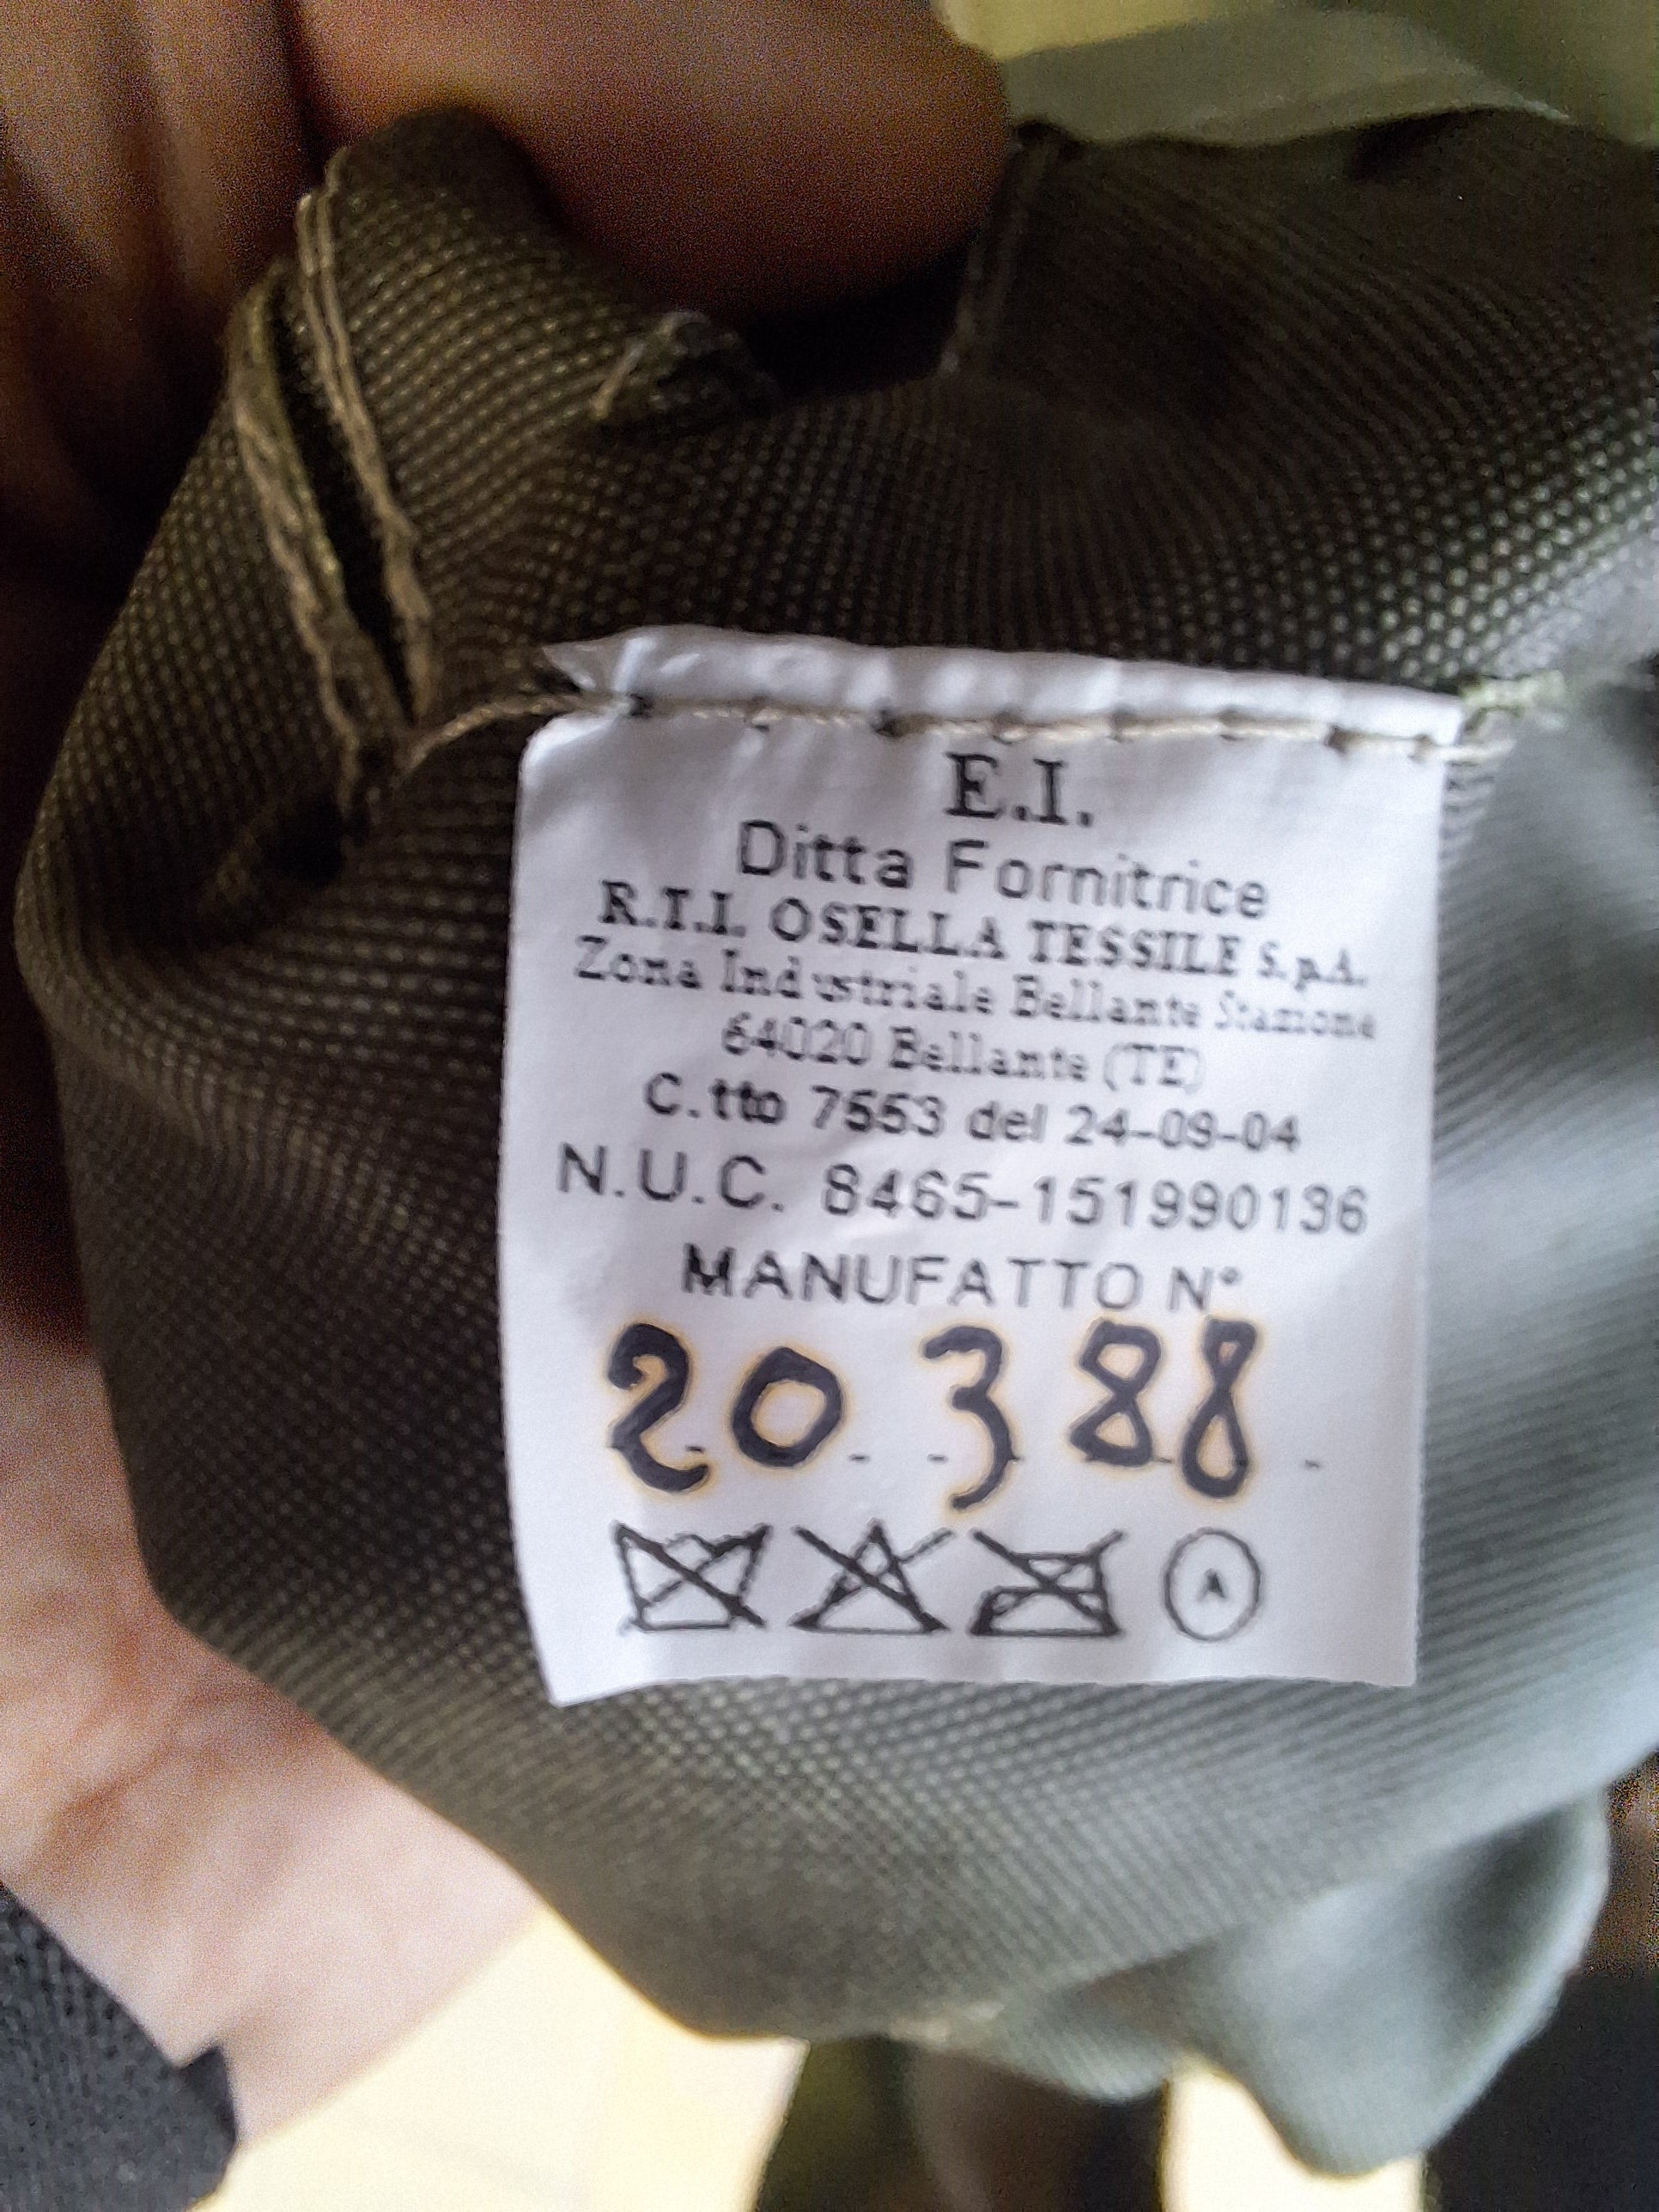 E.I.
Ditta Fornitrice
R.T.I. OSELLA TESSILE S.p.A.
Zona Industriale Bellante Stazione
64020 Bellante (TE)
C.tto 7553 del 24-09-04
N.U.C. 8465-151990136
MANUFATTO N°
20388
A